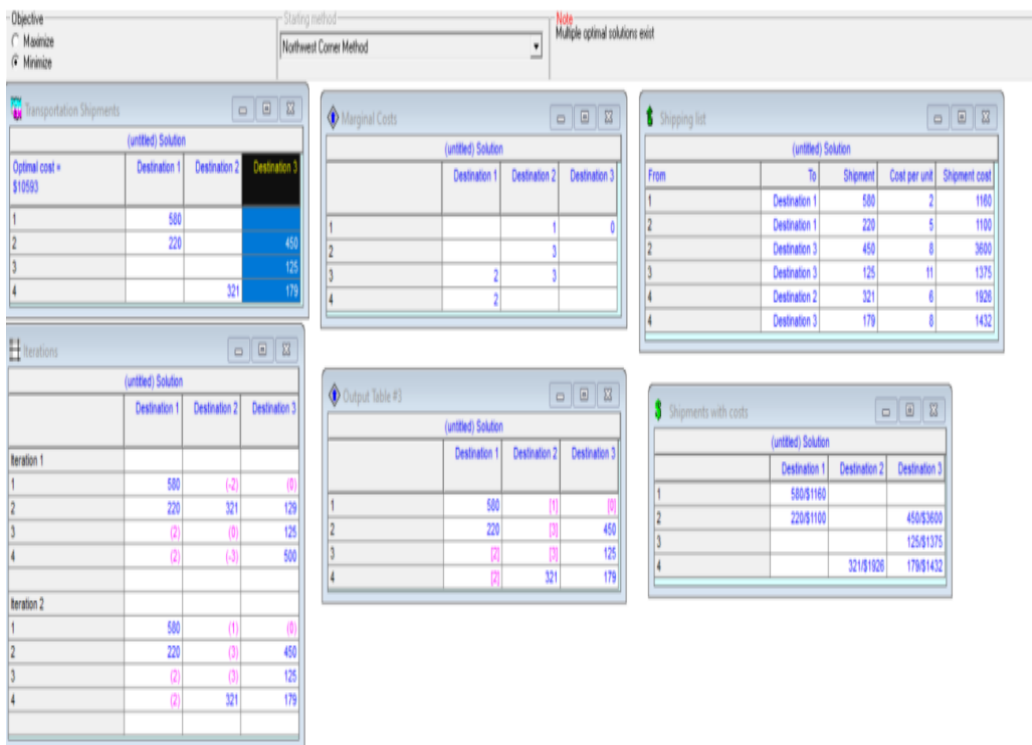 Objective
Maximize
Minimize
Starting method
Northwest Corner Method
Note
Multiple optimal solutions exist
Transportation Shipments
(untitled) Solution
Optimal cost = $10593 Destination 1 Destination 2 Destination 3
1 580
2 220 450
3 125
4 321 179
Marginal Costs
(untitled) Solution
Destination 1 Destination 2 Destination 3
1 1 0
2 3
3 2 3
4 2
Shipping list
(untitled) Solution
From To Shipment Cost per unit Shipment cost
1 Destination 1 580 2 1160
2 Destination 1 220 5 1100
2 Destination 3 450 8 3600
3 Destination 3 125 11 1375
4 Destination 2 321 6 1926
4 Destination 3 179 8 1432
Iterations
(untitled) Solution
Destination 1 Destination 2 Destination 3
Iteration 1
1 580 (-2) (0)
2 220 321 129
3 (2) (0) 125
4 (2) (-3) 500
Iteration 2
1 580 (1) (0)
2 220 (3) 450
3 (2) (3) 125
4 (2) 321 179
Output Table #3
(untitled) Solution
Destination 1 Destination 2 Destination 3
1 580 [1] [0]
2 220 [3] 450
3 [2] [3] 125
4 [2] 321 179
Shipments with costs
(untitled) Solution
Destination 1 Destination 2 Destination 3
1 580/$1160
2 220/$1100 450/$3600
3 125/$1375
4 321/$1926 179/$1432